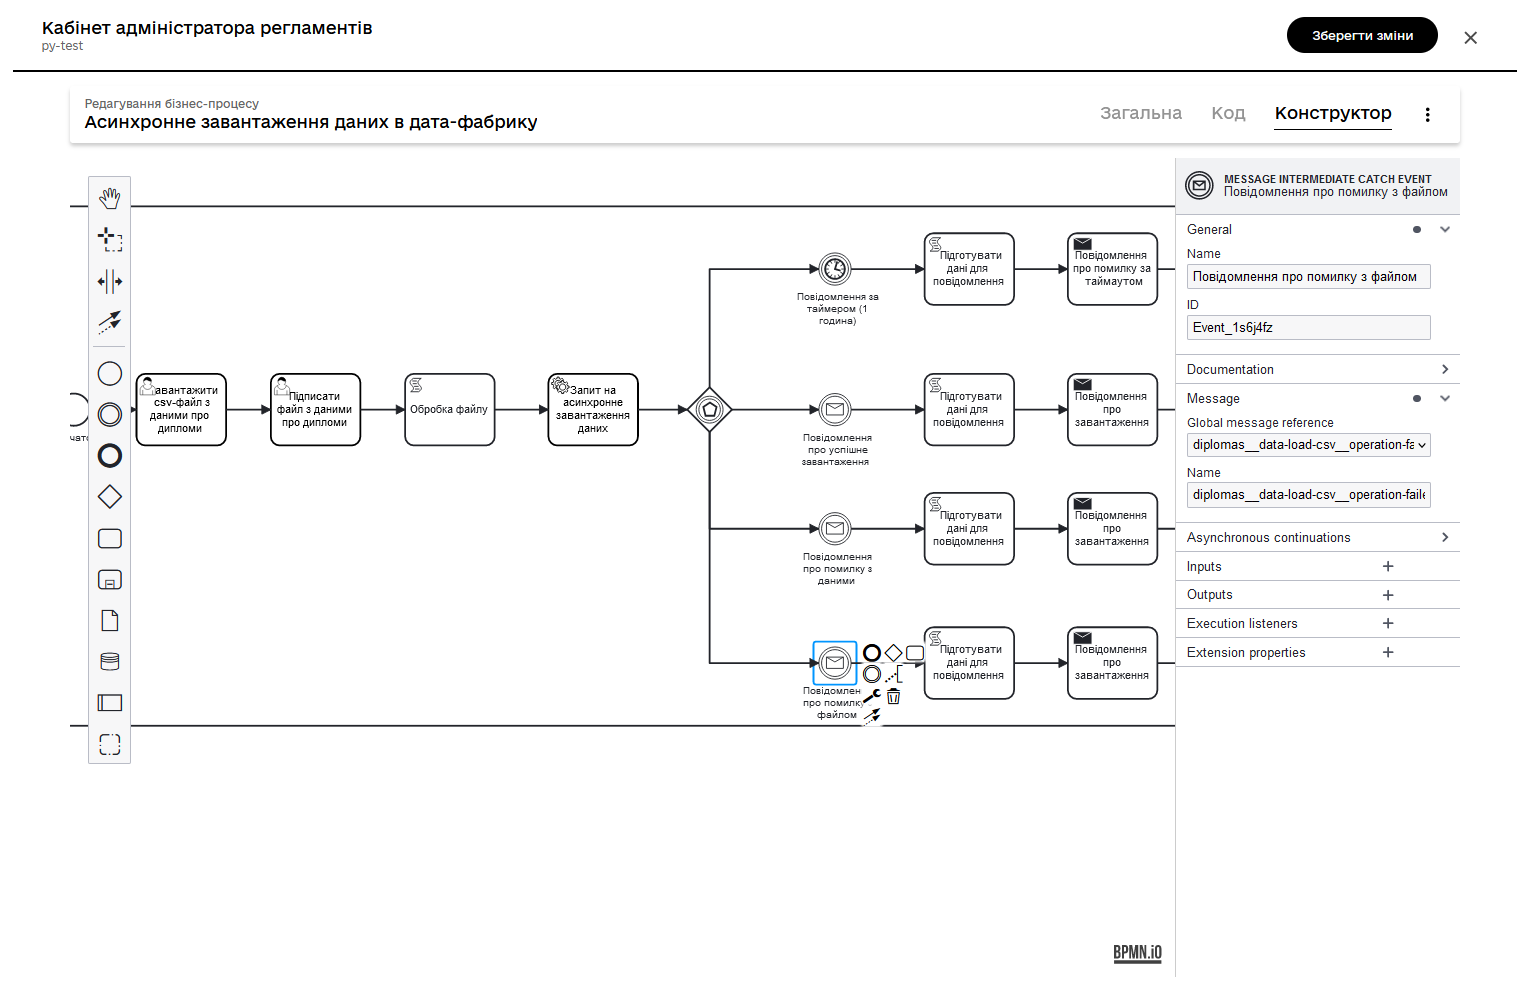 Кабінет адміністратора регламентів
py-test
Зберегти зміни
Редагування бізнес-процесу
Асинхронне завантаження даних в дата-фабрику
Загальна
Код
Конструктор
MESSAGE INTERMEDIATE CATCH EVENT
Повідомлення про помилку з файлом
General
Name
Повідомлення про помилку з файлом
ID
Event_1s6j4fz
Documentation
Message
Global message reference
diplomas__data-load-csv__operation-fa
Name
diplomas__data-load-csv__operation-faile
Asynchronous continuations
Inputs
Outputs
Execution listeners
Extension properties
Повідомлення за
таймером (1
година)
Підготувати
дані для
повідомлення
Повідомлення
про помилку за
таймаутом
авантажити
csv-файл з
даними про
дипломи
Підписати
файл з даними
про дипломи
Обробка файлу
Запит на
асинхронне
завантаження
даних
Повідомлення
про успішне
завантаження
Підготувати
дані для
повідомлення
Повідомлення
про
завантаження
Повідомлення
про помилку з
даними
Підготувати
дані для
повідомлення
Повідомлення
про
завантаження
Повідомлен
про помилку
файлом
Підготувати
дані для
повідомлення
Повідомлення
про
завантаження
BPMN.iO